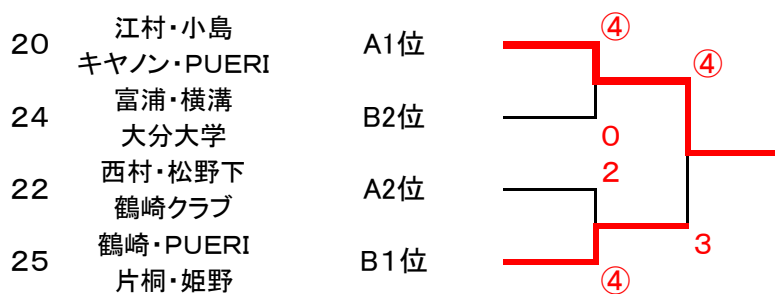 江村・小島
20 A1位 ④
キヤノン・PUERI
④
富浦・横溝
24 B2位
大分大学
0
西村・松野下
2
22 A2位
鶴崎クラブ
鶴崎・PUERI
3
25 B1位
片桐・姫野
④